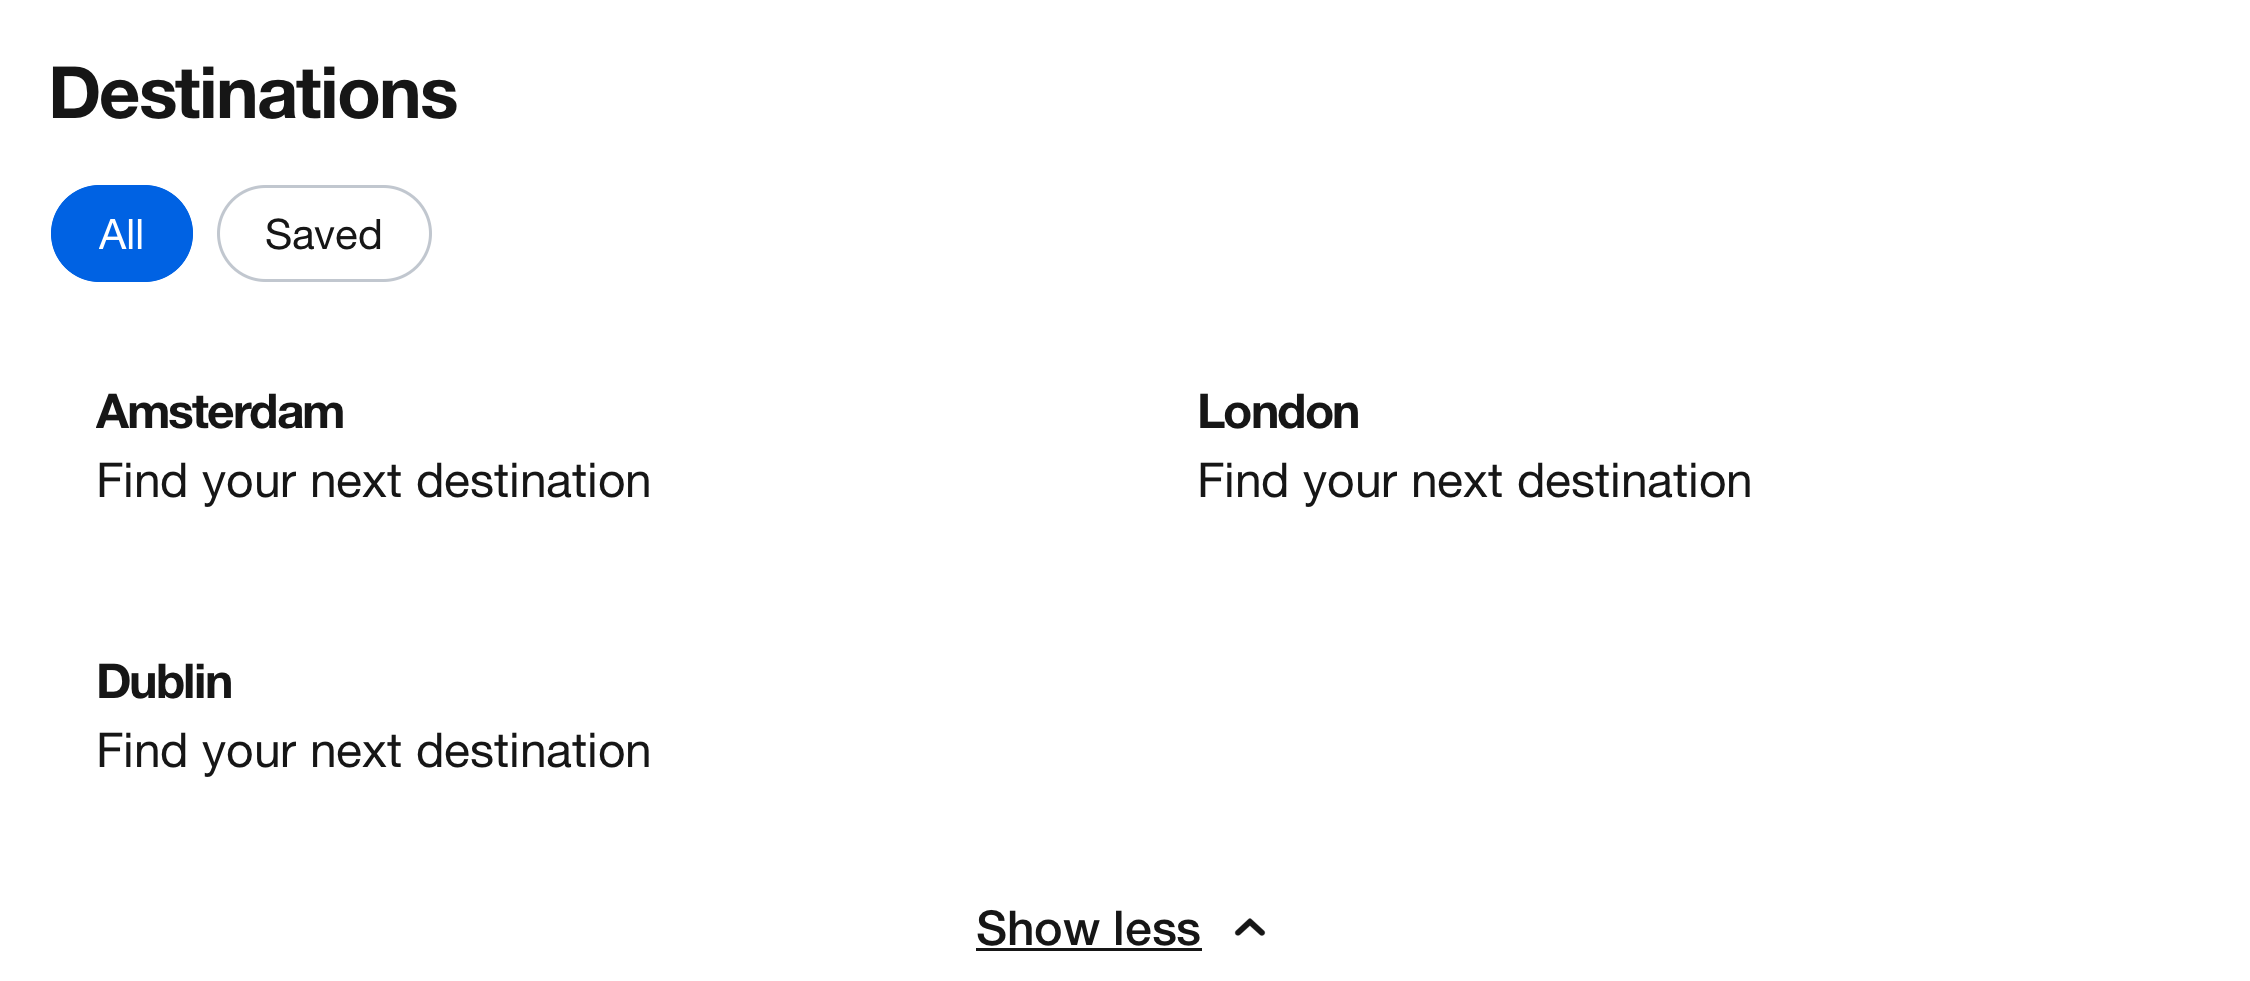 Destinations
All
Saved
Amsterdam
Find your next destination
London
Find your next destination
Dublin
Find your next destination
Show less